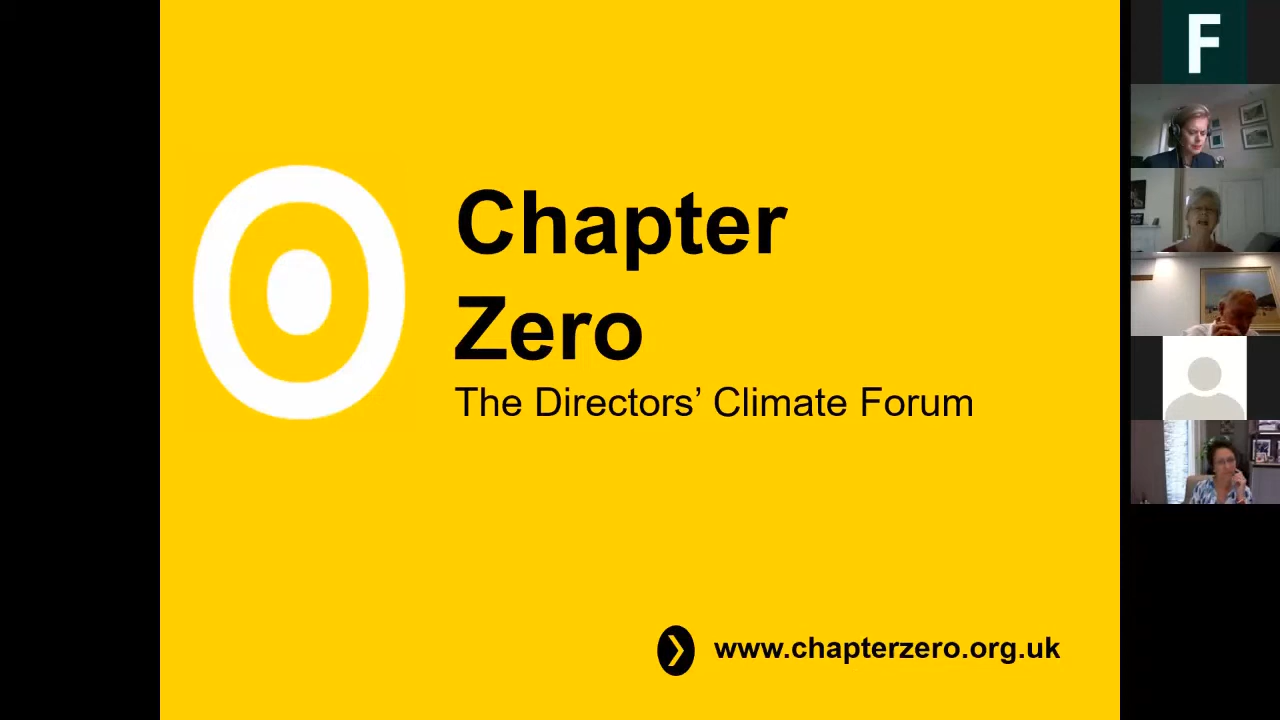 F
Chapter
Zero
The Directors’ Climate Forum
www.chapterzero.org.uk